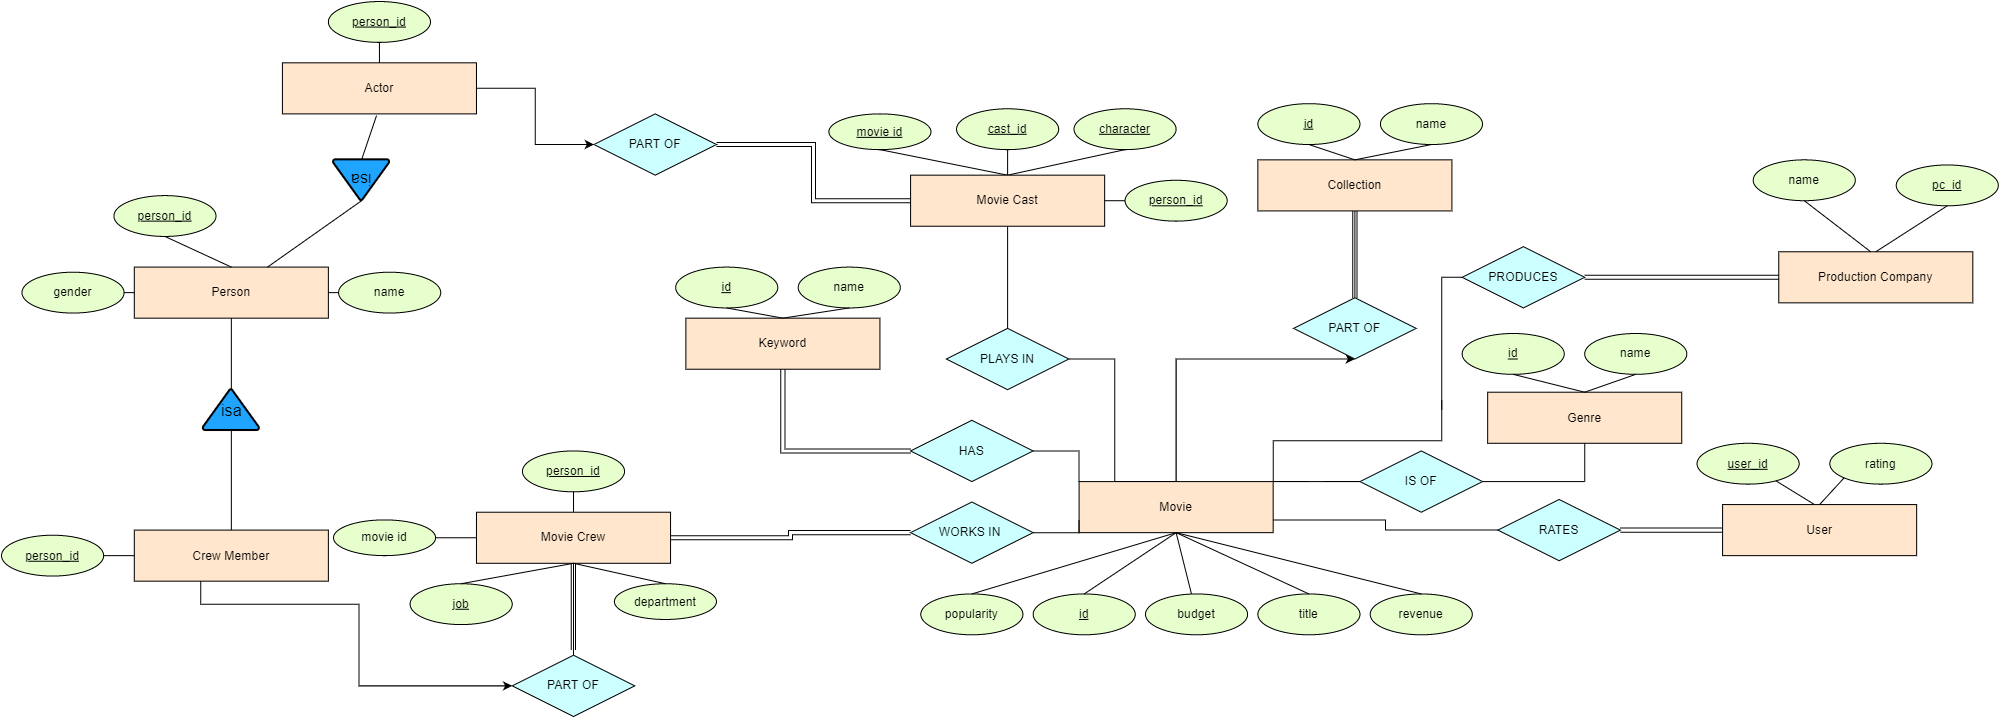 person_id
Actor
PART OF
movie id
cast_id
character
Movie Cast
person_id
id
name
Collection
name
pc_id
Production Company
isa
person_id
gender
Person
name
id
name
Keyword
PLAYS IN
PART OF
PRODUCES
id
name
Genre
isa
HAS
IS OF
user_id
rating
User
RATES
person_id
Crew Member
person_id
movie id
Movie Crew
job
department
WORKS IN
Movie
popularity
id
budget
title
revenue
PART OF